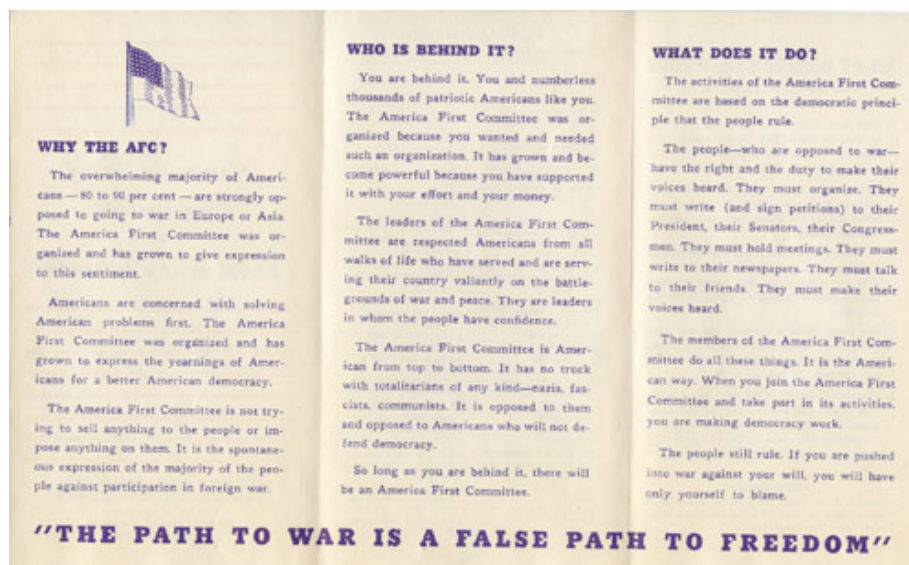 WHY THE AFC?
The overwhelming majority of Ameri-
cans — 80 to 90 per cent — are strongly op-
posed to going to war in Europe or Asia.
The America First Committee was or-
ganized and has grown to give expression
to this sentiment.
Americans are concerned with solving
American problems first. The America
First Committee was organized and has
grown to express the yearnings of Amer-
icans for a better American democracy.
The America First Committee is not try-
ing to sell anything to the people or im-
pose anything on them. It is the spontane-
ous expression of the majority of the peo-
ple against participation in foreign war.
WHO IS BEHIND IT?
You are behind it. You and numberless
thousands of patriotic Americans like you.
The America First Committee was or-
ganized because you wanted and needed
such an organization. It has grown and be-
come powerful because you have supported
it with your effort and your money.
The leaders of the America First Com-
mittee are respected Americans from all
walks of life who have served and are serv-
ing their country valiantly on the battle-
grounds of war and peace. They are leaders
in whom the people have confidence.
The America First Committee is Amer-
ican from top to bottom. It has no truck
with totalitarians of any kind—nazis, fas-
cists, communists. It is opposed to them
and opposed to Americans who will not de-
fend democracy.
So long as you are behind it, there will
be an America First Committee.
WHAT DOES IT DO?
The activities of the America First Com-
mittee are based on the democratic princi-
ple that the people rule.
The people—who are opposed to war—
have the right and the duty to make their
voices heard. They must organize. They
must write (and sign petitions) to their
President, their Senators, their Congress-
men. They must hold meetings. They must
write to their newspapers. They must talk
to their friends. They must make their
voices heard.
The members of the America First Com-
mittee do all these things. It is the Ameri-
can way. When you join the America First
Committee and take part in its activities,
you are making democracy work.
The people still rule. If you are pushed
into war against your will, you will have
only yourself to blame.
"THE PATH TO WAR IS A FALSE PATH TO FREEDOM"